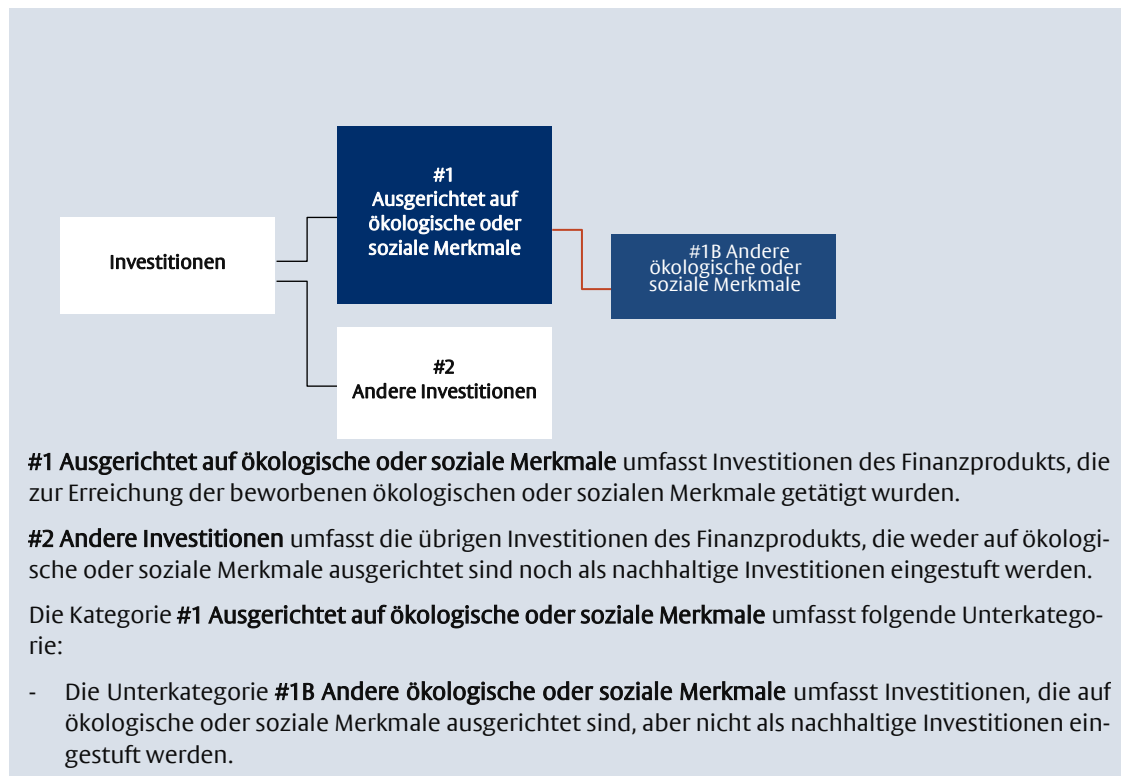 #1
Ausgerichtet auf
ökologische oder
soziale Merkmale
Investitionen
#1B Andere
ökologische oder
soziale Merkmale
#2
Andere Investitionen
#1 Ausgerichtet auf ökologische oder soziale Merkmale umfasst Investitionen des Finanzprodukts, die
zur Erreichung der beworbenen ökologischen oder sozialen Merkmale getätigt wurden.
#2 Andere Investitionen umfasst die übrigen Investitionen des Finanzprodukts, die weder auf ökologi-
sche oder soziale Merkmale ausgerichtet sind noch als nachhaltige Investitionen eingestuft werden.
Die Kategorie #1 Ausgerichtet auf ökologische oder soziale Merkmale umfasst folgende Unterkatego-
rie:
- Die Unterkategorie #1B Andere ökologische oder soziale Merkmale umfasst Investitionen, die auf
ökologische oder soziale Merkmale ausgerichtet sind, aber nicht als nachhaltige Investitionen ein-
gestuft werden.